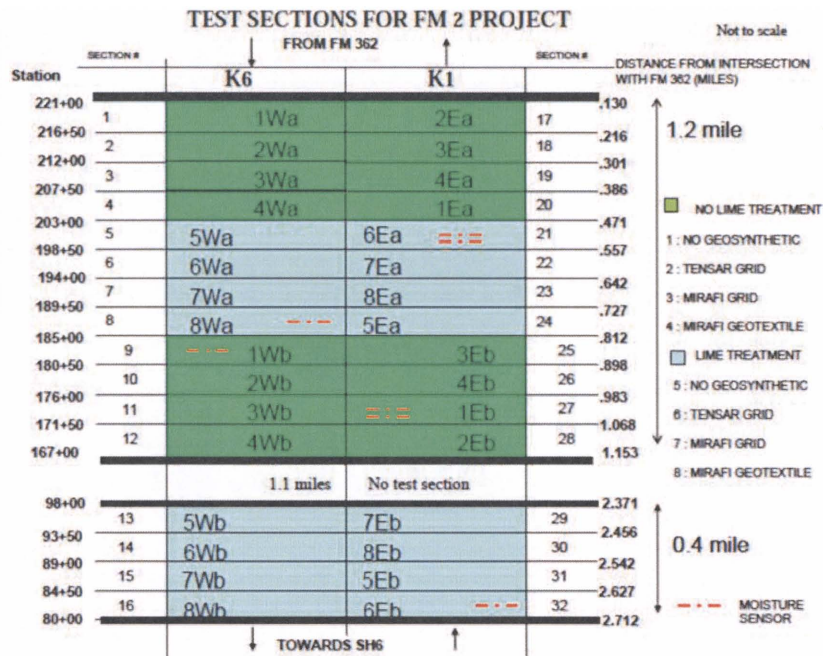 TEST SECTIONS FOR FM 2 PROJECT
Not to scale
FROM FM 362
SECTION # SECTION #
DISTANCE FROM INTERSECTION
WITH FM 362 (MILES)
Station K6 K1
221+00 .130
1 1Wa 2Ea 17
216+50 .216
2 2Wa 3Ea 18
212+00 .301
3 3Wa 4Ea 19
207+50 .386
4 4Wa 1Ea 20
203+00 .471
5 5Wa 6Ea 21
198+50 .557
6 6Wa 7Ea 22
194+00 .642
7 7Wa 8Ea 23
189+50 .727
8 8Wa 5Ea 24
185+00 .812
9 1Wb 3Eb 25
180+50 .898
10 2Wb 4Eb 26
176+00 .983
11 3Wb 1Eb 27
171+50 1.068
12 4Wb 2Eb 28
167+00 1.153
1.1 miles No test section
98+00 2.371
13 5Wb 7Eb 29
93+50 2.456
14 6Wb 8Eb 30
89+00 2.542
15 7Wb 5Eb 31
84+50 2.627
16 8Wb 6Eb 32
80+00 2.712
TOWARDS SH6
1.2 mile
NO LIME TREATMENT
1 : NO GEOSYNTHETIC
2 : TENSAR GRID
3 : MIRAFI GRID
4 : MIRAFI GEOTEXTILE
LIME TREATMENT
5 : NO GEOSYNTHETIC
6 : TENSAR GRID
7 : MIRAFI GRID
8 : MIRAFI GEOTEXTILE
0.4 mile
MOISTURE
SENSOR